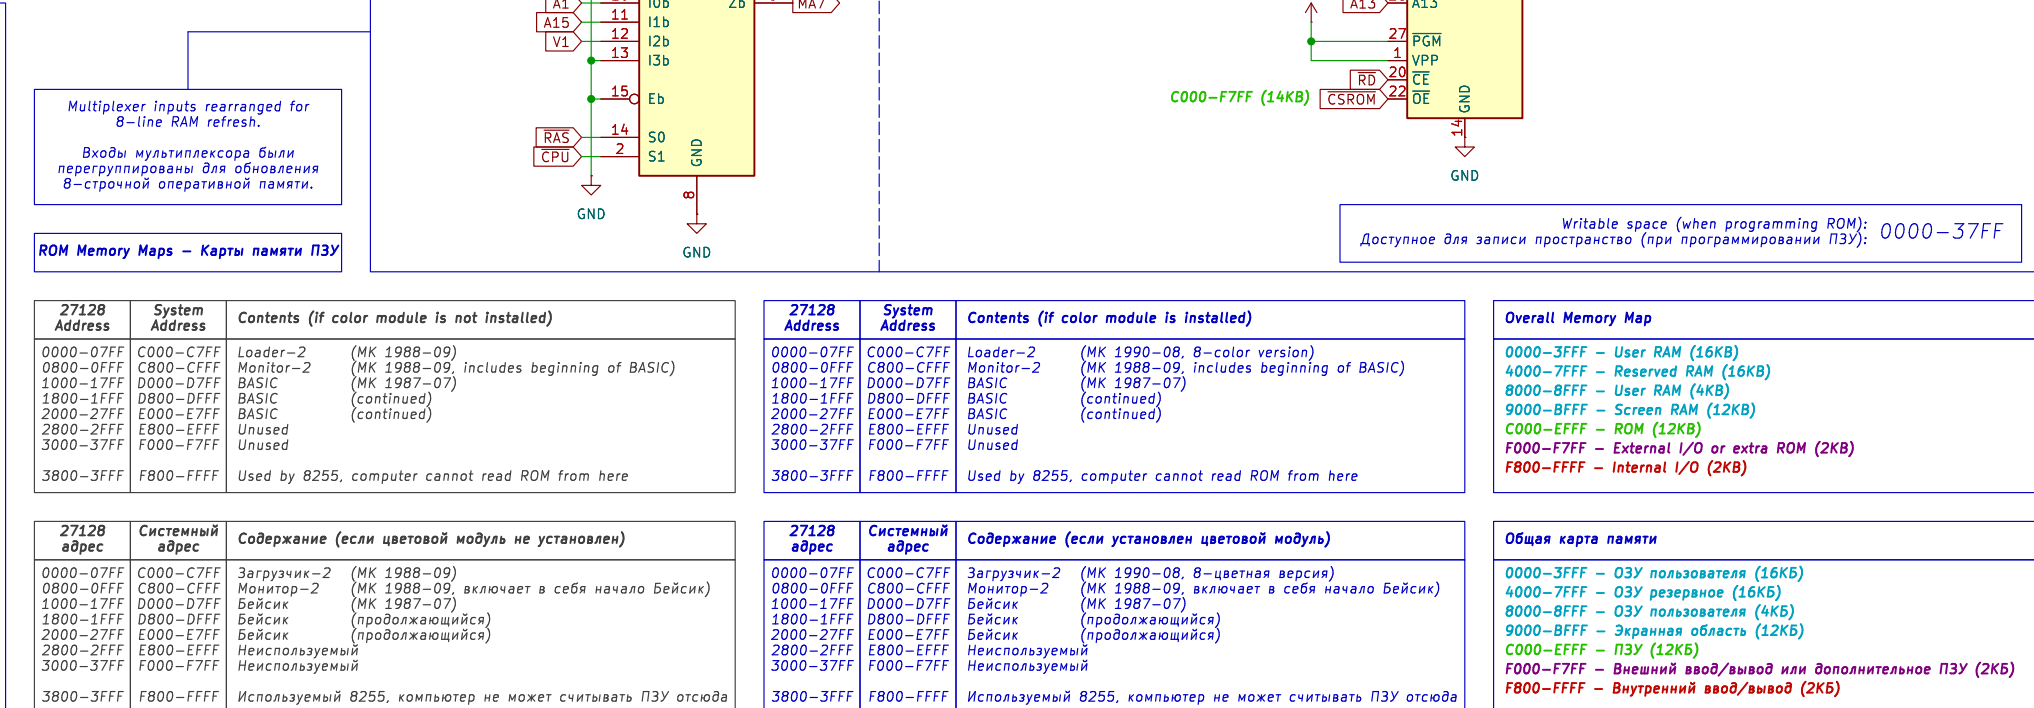 A1
I0b
Zb
MA7
A13
A13
A15
11
I1b
V1
12
I2b
13
I3b
27
PGM
1
VPP
RD
20
CE
C000-F7FF (14KB)
CSROM
22
OE
GND
14
GND
15
Eb
RAS
14
S0
CPU
2
S1
GND
8
GND
GND
Multiplexer inputs rearranged for
8-line RAM refresh.
Входы мультиплексора были
перегруппированы для обновления
8-строчной оперативной памяти.
ROM Memory Maps - Карты памяти ПЗУ
Writable space (when programming ROM):
Доступное для записи пространство (при программировании ПЗУ):
0000-37FF
27128 Address System Address Contents (if color module is not installed)
0000-07FF C000-C7FF Loader-2 (MK 1988-09)
0800-0FFF C800-CFFF Monitor-2 (MK 1988-09, includes beginning of BASIC)
1000-17FF D000-D7FF BASIC (MK 1987-07)
1800-1FFF D800-DFFF BASIC (continued)
2000-27FF E000-E7FF BASIC (continued)
2800-2FFF E800-EFFF Unused
3000-37FF F000-F7FF Unused
3800-3FFF F800-FFFF Used by 8255, computer cannot read ROM from here
27128 Address System Address Contents (if color module is installed)
0000-07FF C000-C7FF Loader-2 (MK 1990-08, 8-color version)
0800-0FFF C800-CFFF Monitor-2 (MK 1988-09, includes beginning of BASIC)
1000-17FF D000-D7FF BASIC (MK 1987-07)
1800-1FFF D800-DFFF BASIC (continued)
2000-27FF E000-E7FF BASIC (continued)
2800-2FFF E800-EFFF Unused
3000-37FF F000-F7FF Unused
3800-3FFF F800-FFFF Used by 8255, computer cannot read ROM from here
Overall Memory Map
0000-3FFF - User RAM (16KB)
4000-7FFF - Reserved RAM (16KB)
8000-8FFF - User RAM (4KB)
9000-BFFF - Screen RAM (12KB)
C000-EFFF - ROM (12KB)
F000-F7FF - External I/O or extra ROM (2KB)
F800-FFFF - Internal I/O (2KB)
27128 адрес Системный адрес Содержание (если цветовой модуль не установлен)
0000-07FF C000-C7FF Загрузчик-2 (МК 1988-09)
0800-0FFF C800-CFFF Монитор-2 (МК 1988-09, включает в себя начало Бейсик)
1000-17FF D000-D7FF Бейсик (МК 1987-07)
1800-1FFF D800-DFFF Бейсик (продолжающийся)
2000-27FF E000-E7FF Бейсик (продолжающийся)
2800-2FFF E800-EFFF Неиспользуемый
3000-37FF F000-F7FF Неиспользуемый
3800-3FFF F800-FFFF Используемый 8255, компьютер не может считывать ПЗУ отсюда
27128 адрес Системный адрес Содержание (если установлен цветовой модуль)
0000-07FF C000-C7FF Загрузчик-2 (МК 1990-08, 8-цветная версия)
0800-0FFF C800-CFFF Монитор-2 (МК 1988-09, включает в себя начало Бейсик)
1000-17FF D000-D7FF Бейсик (МК 1987-07)
1800-1FFF D800-DFFF Бейсик (продолжающийся)
2000-27FF E000-E7FF Бейсик (продолжающийся)
2800-2FFF E800-EFFF Неиспользуемый
3000-37FF F000-F7FF Неиспользуемый
3800-3FFF F800-FFFF Используемый 8255, компьютер не может считывать ПЗУ отсюда
Общая карта памяти
0000-3FFF - ОЗУ пользователя (16КБ)
4000-7FFF - ОЗУ резервное (16КБ)
8000-8FFF - ОЗУ пользователя (4КБ)
9000-BFFF - Экранная область (12КБ)
C000-EFFF - ПЗУ (12КБ)
F000-F7FF - Внешний ввод/вывод или дополнительное ПЗУ (2КБ)
F800-FFFF - Внутренний ввод/вывод (2КБ)